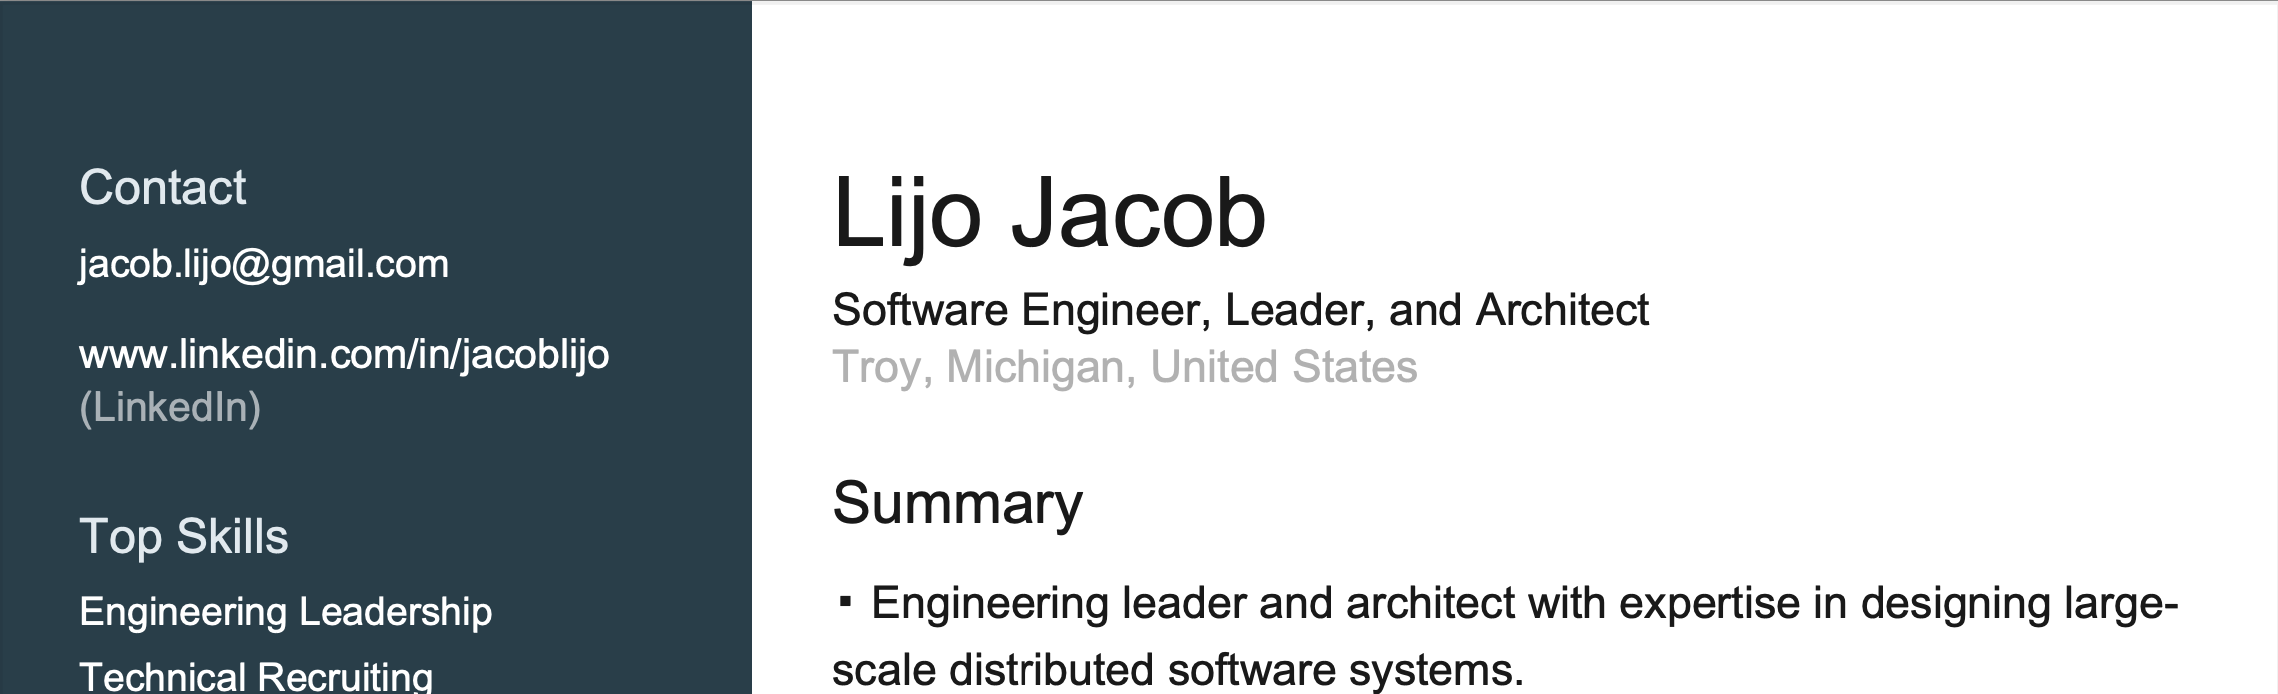 Contact
jacob.lijo@gmail.com
www.linkedin.com/in/jacoblijo
(LinkedIn)
Top Skills
Engineering Leadership
Technical Recruiting
Lijo Jacob
Software Engineer, Leader, and Architect
Troy, Michigan, United States
Summary
▪ Engineering leader and architect with expertise in designing large-
scale distributed software systems.